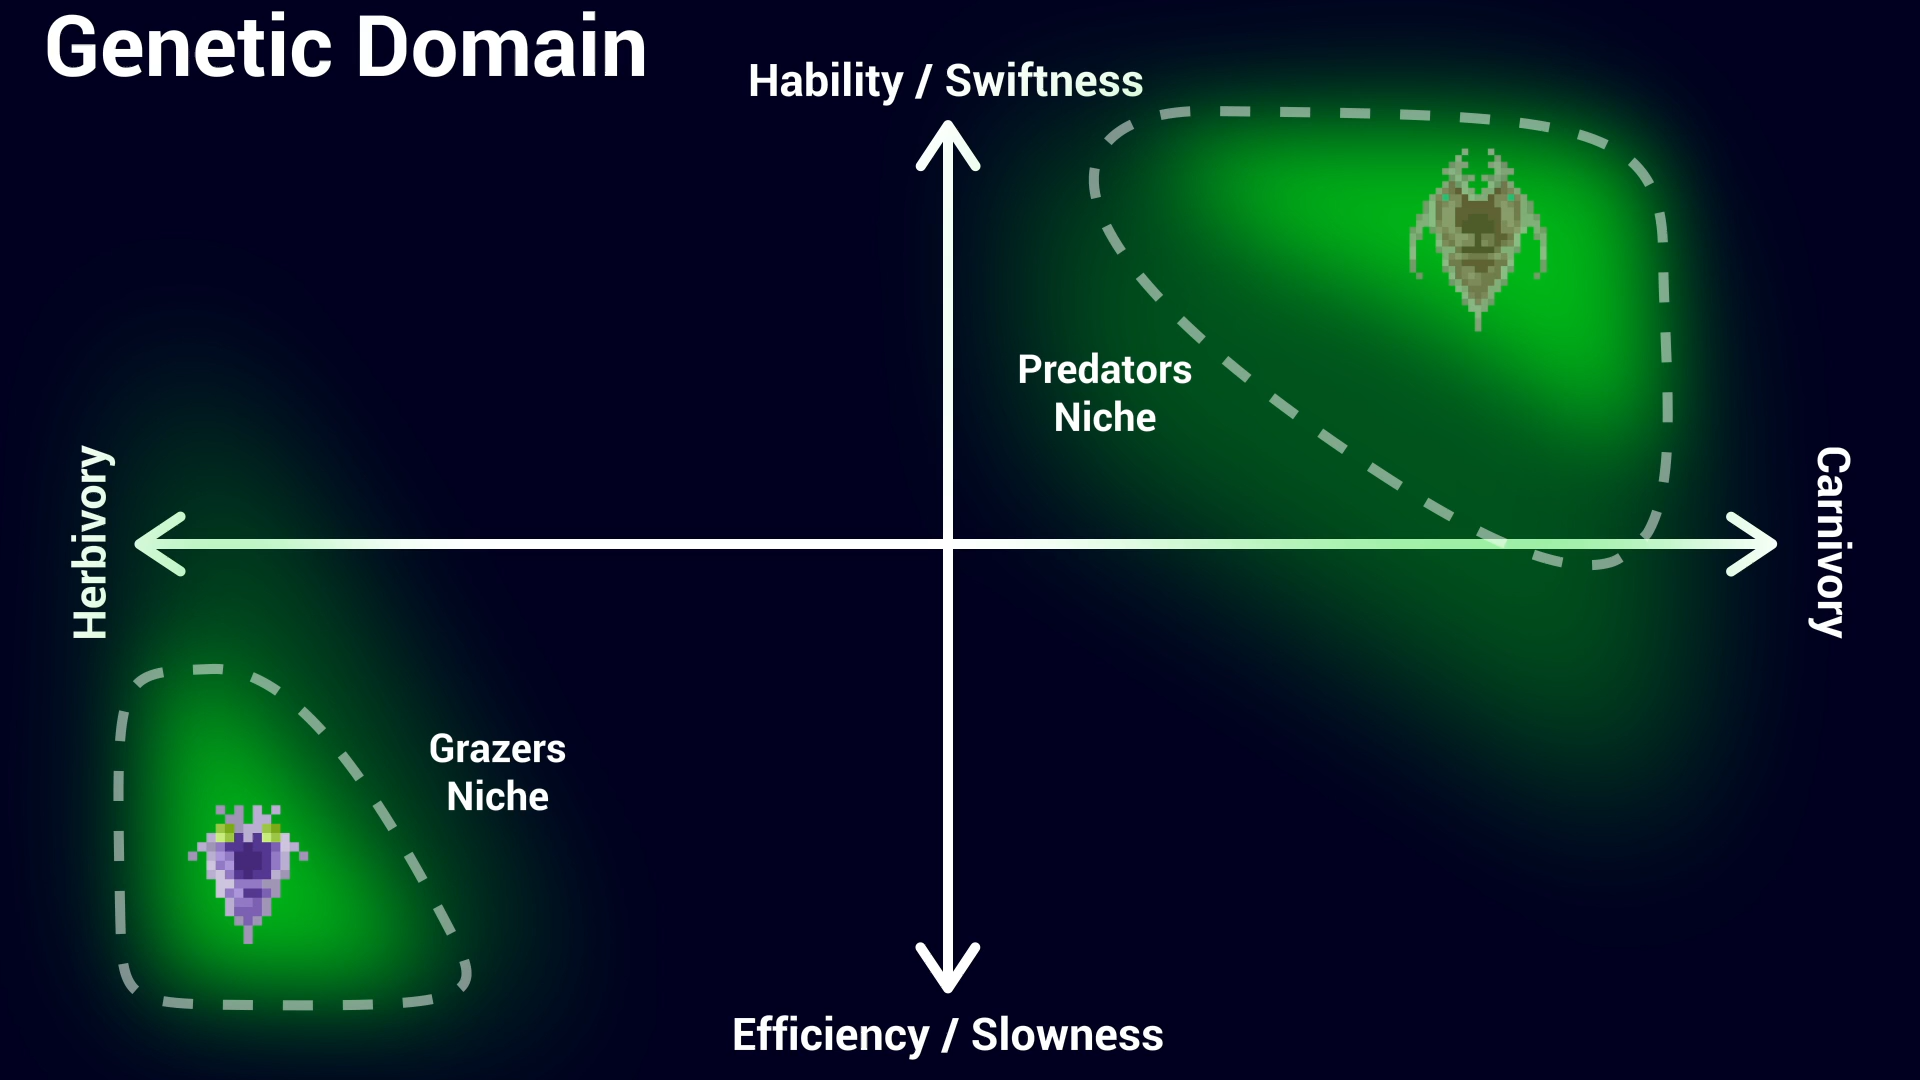 Genetic Domain
Hability / Swiftness
Predators
Niche
Herbivory
Carnivory
Grazers
Niche
Efficiency / Slowness